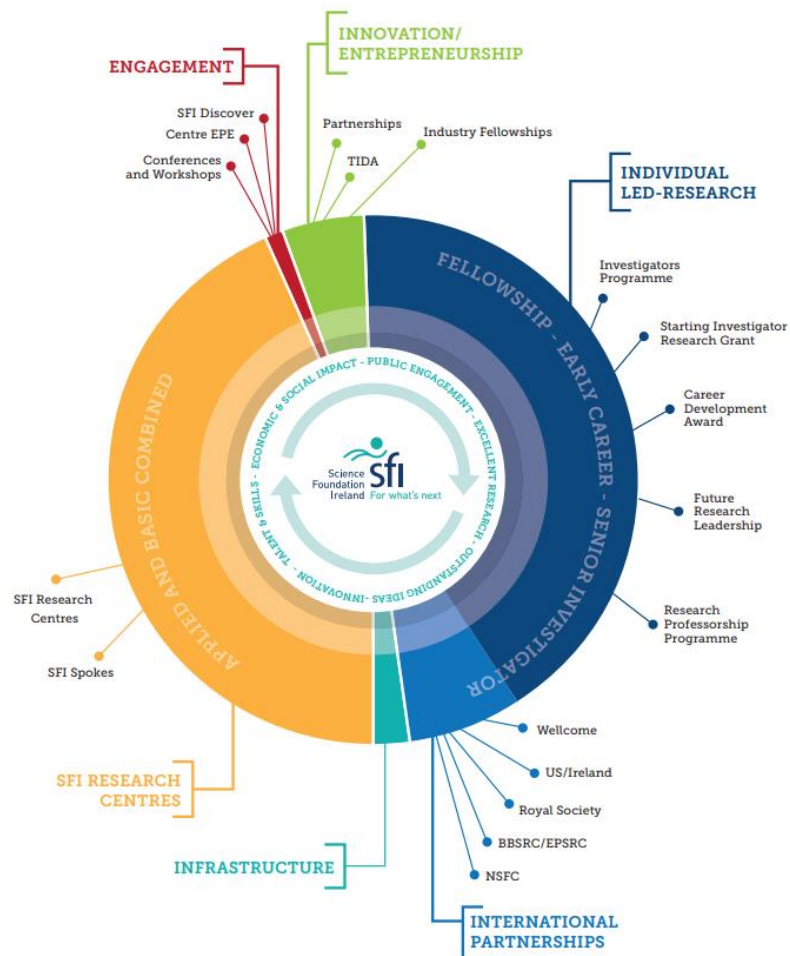 INNOVATION/
ENTREPRENEURSHIP
ENGAGEMENT
SFI Discover
Centre EPE
Conferences
and Workshops
Partnerships
TIDA
Industry Fellowships
INDIVIDUAL
LED-RESEARCH
Investigators
Programme
Starting Investigator
Research Grant
Career
Development
Award
Future
Research
Leadership
Research
Professorship
Programme
FELLOWSHIP - EARLY CAREER - SENIOR INVESTIGATOR
APPLIED AND BASIC COMBINED
ECONOMIC & SOCIAL IMPACT - PUBLIC ENGAGEMENT - EXCELLENT RESEARCH - OUTSTANDING IDEAS -INNOVATION - TALENT & SKILLS -
Science
Foundation
Ireland
sfi
For what's next
SFI Research
Centres
SFI Spokes
SFI RESEARCH
CENTRES
INFRASTRUCTURE
Wellcome
US/Ireland
Royal Society
BBSRC/EPSRC
NSFC
INTERNATIONAL
PARTNERSHIPS